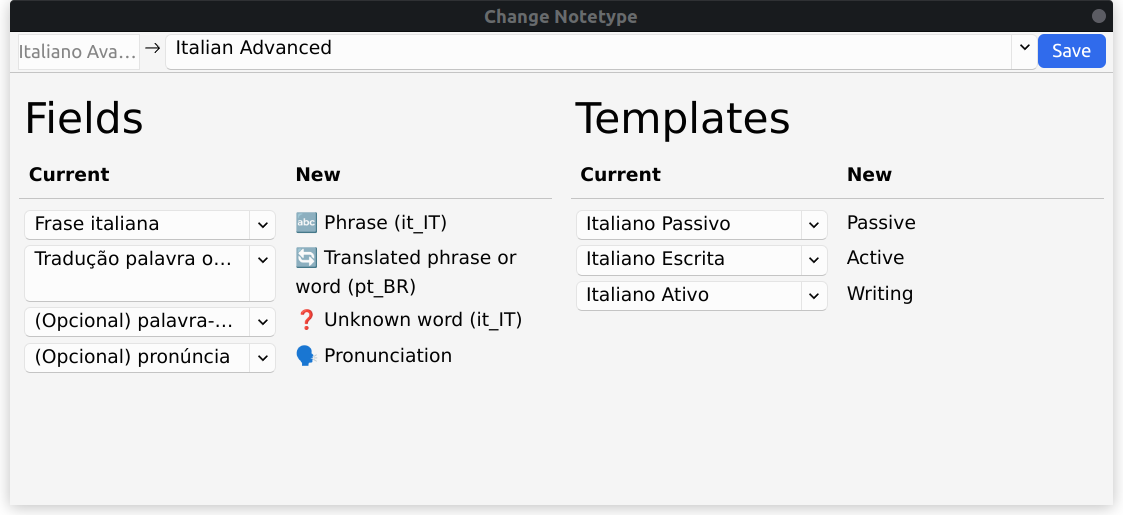 Change Notetype
Italiano Ava... → Italian Advanced Save
Fields
Current New
Frase italiana 🔤 Phrase (it_IT)
Tradução palavra o... 🔄 Translated phrase or
word (pt_BR)
(Opcional) palavra-... ❓ Unknown word (it_IT)
(Opcional) pronúncia 🗣 Pronunciation
Templates
Current New
Italiano Passivo Passive
Italiano Escrita Active
Italiano Ativo Writing